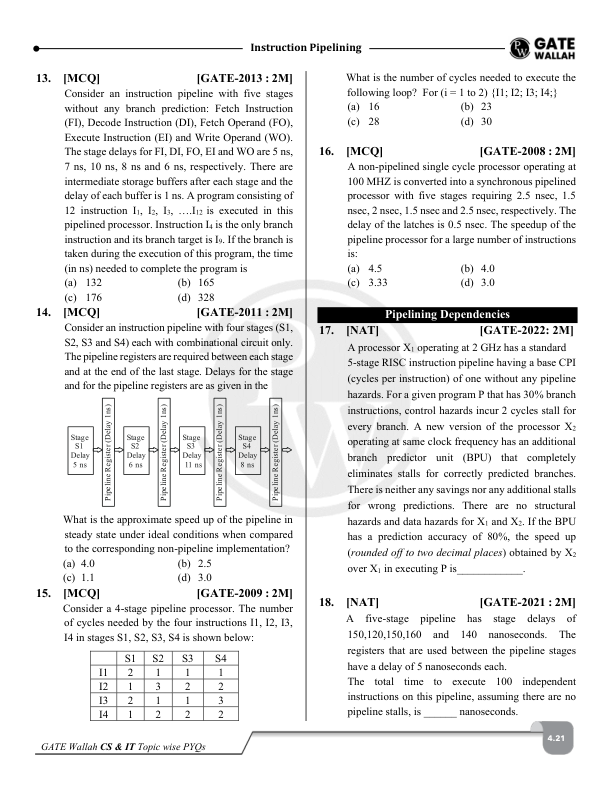 Instruction Pipelining
GATE
WALLAH
13. [MCQ] [GATE-2013 : 2M]
Consider an instruction pipeline with five stages
without any branch prediction: Fetch Instruction
(FI), Decode Instruction (DI), Fetch Operand (FO),
Execute Instruction (EI) and Write Operand (WO).
The stage delays for FI, DI, FO, EI and WO are 5 ns,
7 ns, 10 ns, 8 ns and 6 ns, respectively. There are
intermediate storage buffers after each stage and the
delay of each buffer is 1 ns. A program consisting of
12 instruction I₁, I₂, I₃, ….I₁₂ is executed in this
pipelined processor. Instruction I₄ is the only branch
instruction and its branch target is I₉. If the branch is
taken during the execution of this program, the time
(in ns) needed to complete the program is
(a) 132 (b) 165
(c) 176 (d) 328
14. [MCQ] [GATE-2011 : 2M]
Consider an instruction pipeline with four stages (S1,
S2, S3 and S4) each with combinational circuit only.
The pipeline registers are required between each stage
and at the end of the last stage. Delays for the stage
and for the pipeline registers are as given in the
Stage
S1
Delay
5 ns
Pipeline Register (Delay 1ns)
Stage
S2
Delay
6 ns
Pipeline Register (Delay 1ns)
Stage
S3
Delay
11 ns
Pipeline Register (Delay 1ns)
Stage
S4
Delay
8 ns
Pipeline Register (Delay 1ns)
What is the approximate speed up of the pipeline in
steady state under ideal conditions when compared
to the corresponding non-pipeline implementation?
(a) 4.0 (b) 2.5
(c) 1.1 (d) 3.0
15. [MCQ] [GATE-2009 : 2M]
Consider a 4-stage pipeline processor. The number
of cycles needed by the four instructions I1, I2, I3,
I4 in stages S1, S2, S3, S4 is shown below:
S1 S2 S3 S4
I1 2 1 1 1
I2 1 3 2 2
I3 2 1 1 3
I4 1 2 2 2
What is the number of cycles needed to execute the
following loop? For (i = 1 to 2) {I1; I2; I3; I4;}
(a) 16 (b) 23
(c) 28 (d) 30
16. [MCQ] [GATE-2008 : 2M]
A non-pipelined single cycle processor operating at
100 MHZ is converted into a synchronous pipelined
processor with five stages requiring 2.5 nsec, 1.5
nsec, 2 nsec, 1.5 nsec and 2.5 nsec, respectively. The
delay of the latches is 0.5 nsec. The speedup of the
pipeline processor for a large number of instructions
is:
(a) 4.5 (b) 4.0
(c) 3.33 (d) 3.0
Pipelining Dependencies
17. [NAT] [GATE-2022: 2M]
A processor X₁ operating at 2 GHz has a standard
5-stage RISC instruction pipeline having a base CPI
(cycles per instruction) of one without any pipeline
hazards. For a given program P that has 30% branch
instructions, control hazards incur 2 cycles stall for
every branch. A new version of the processor X₂
operating at same clock frequency has an additional
branch predictor unit (BPU) that completely
eliminates stalls for correctly predicted branches.
There is neither any savings nor any additional stalls
for wrong predictions. There are no structural
hazards and data hazards for X₁ and X₂. If the BPU
has a prediction accuracy of 80%, the speed up
(rounded off to two decimal places) obtained by X₂
over X₁ in executing P is____________.
18. [NAT] [GATE-2021 : 2M]
A five-stage pipeline has stage delays of
150,120,150,160 and 140 nanoseconds. The
registers that are used between the pipeline stages
have a delay of 5 nanoseconds each.
The total time to execute 100 independent
instructions on this pipeline, assuming there are no
pipeline stalls, is ______ nanoseconds.
GATE Wallah CS & IT Topic wise PYQs
4.21